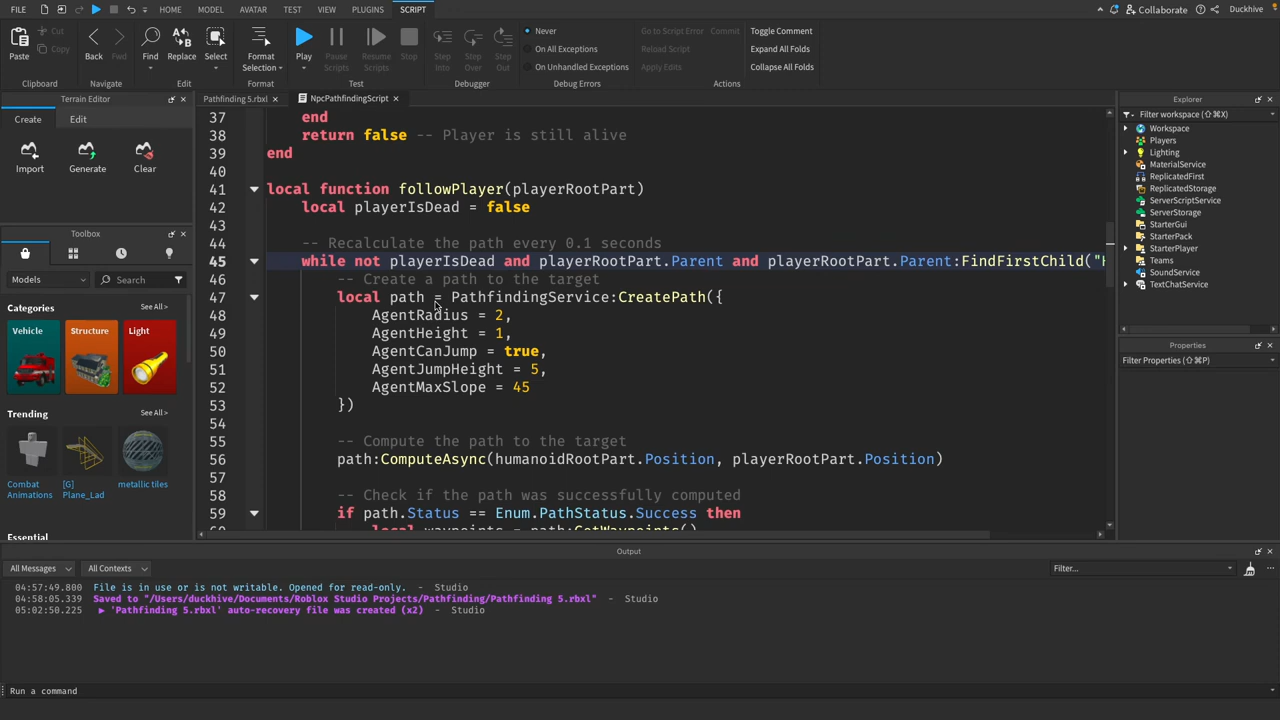 FILE
HOME MODEL AVATAR TEST VIEW PLUGINS SCRIPT
Collaborate
Duckhive
Paste
Cut
Copy
Back
Fwd
Find
Replace
Select
Format
Selection
Play
Pause
Scripts
Resume
Scripts
Stop
Step
Into
Step
Over
Step
Out
Never
On All Exceptions
On Unhandled Exceptions
Go to Script Error
Commit
Reload Script
Apply Edits
Toggle Comment
Expand All Folds
Collapse All Folds
Clipboard
Navigate
Edit
Format
Test
Debugger
Debug Errors
Actions
Terrain Editor
Create
Edit
Import
Generate
Clear
Toolbox
Models
Search
Categories
See All >
Vehicle
Structure
Light
Trending
See All >
Combat
Animations
[G]
Plane_Lad
metallic tiles
Essential
Pathfinding 5.rbxl ×
NpcPathfindingScript ×
37 end
38 return false -- Player is still alive
39 end
40
41 local function followPlayer(playerRootPart)
42 local playerIsDead = false
43
44 -- Recalculate the path every 0.1 seconds
45 while not playerIsDead and playerRootPart.Parent and playerRootPart.Parent:FindFirstChild("H
46 -- Create a path to the target
47 local path = PathfindingService:CreatePath({
48 AgentRadius = 2,
49 AgentHeight = 1,
50 AgentCanJump = true,
51 AgentJumpHeight = 5,
52 AgentMaxSlope = 45
53 })
54
55 -- Compute the path to the target
56 path:ComputeAsync(humanoidRootPart.Position, playerRootPart.Position)
57
58 -- Check if the path was successfully computed
59 if path.Status == Enum.PathStatus.Success then
60 local waypoints = path:GetWaypoints()
Explorer
Filter workspace (⇧⌘X)
Workspace
Players
Lighting
MaterialService
ReplicatedFirst
ReplicatedStorage
ServerScriptService
ServerStorage
StarterGui
StarterPack
StarterPlayer
Teams
SoundService
TextChatService
Properties
Filter Properties (⇧⌘P)
Output
All Messages
All Contexts
Filter...
04:57:49.800 File is in use or is not writable. Opened for read-only. - Studio
04:58:05.339 Saved to "/Users/duckhive/Documents/Roblox Studio Projects/Pathfinding/Pathfinding 5.rbxl" - Studio
05:02:50.225 ▶ 'Pathfinding 5.rbxl' auto-recovery file was created (x2) - Studio
Run a command